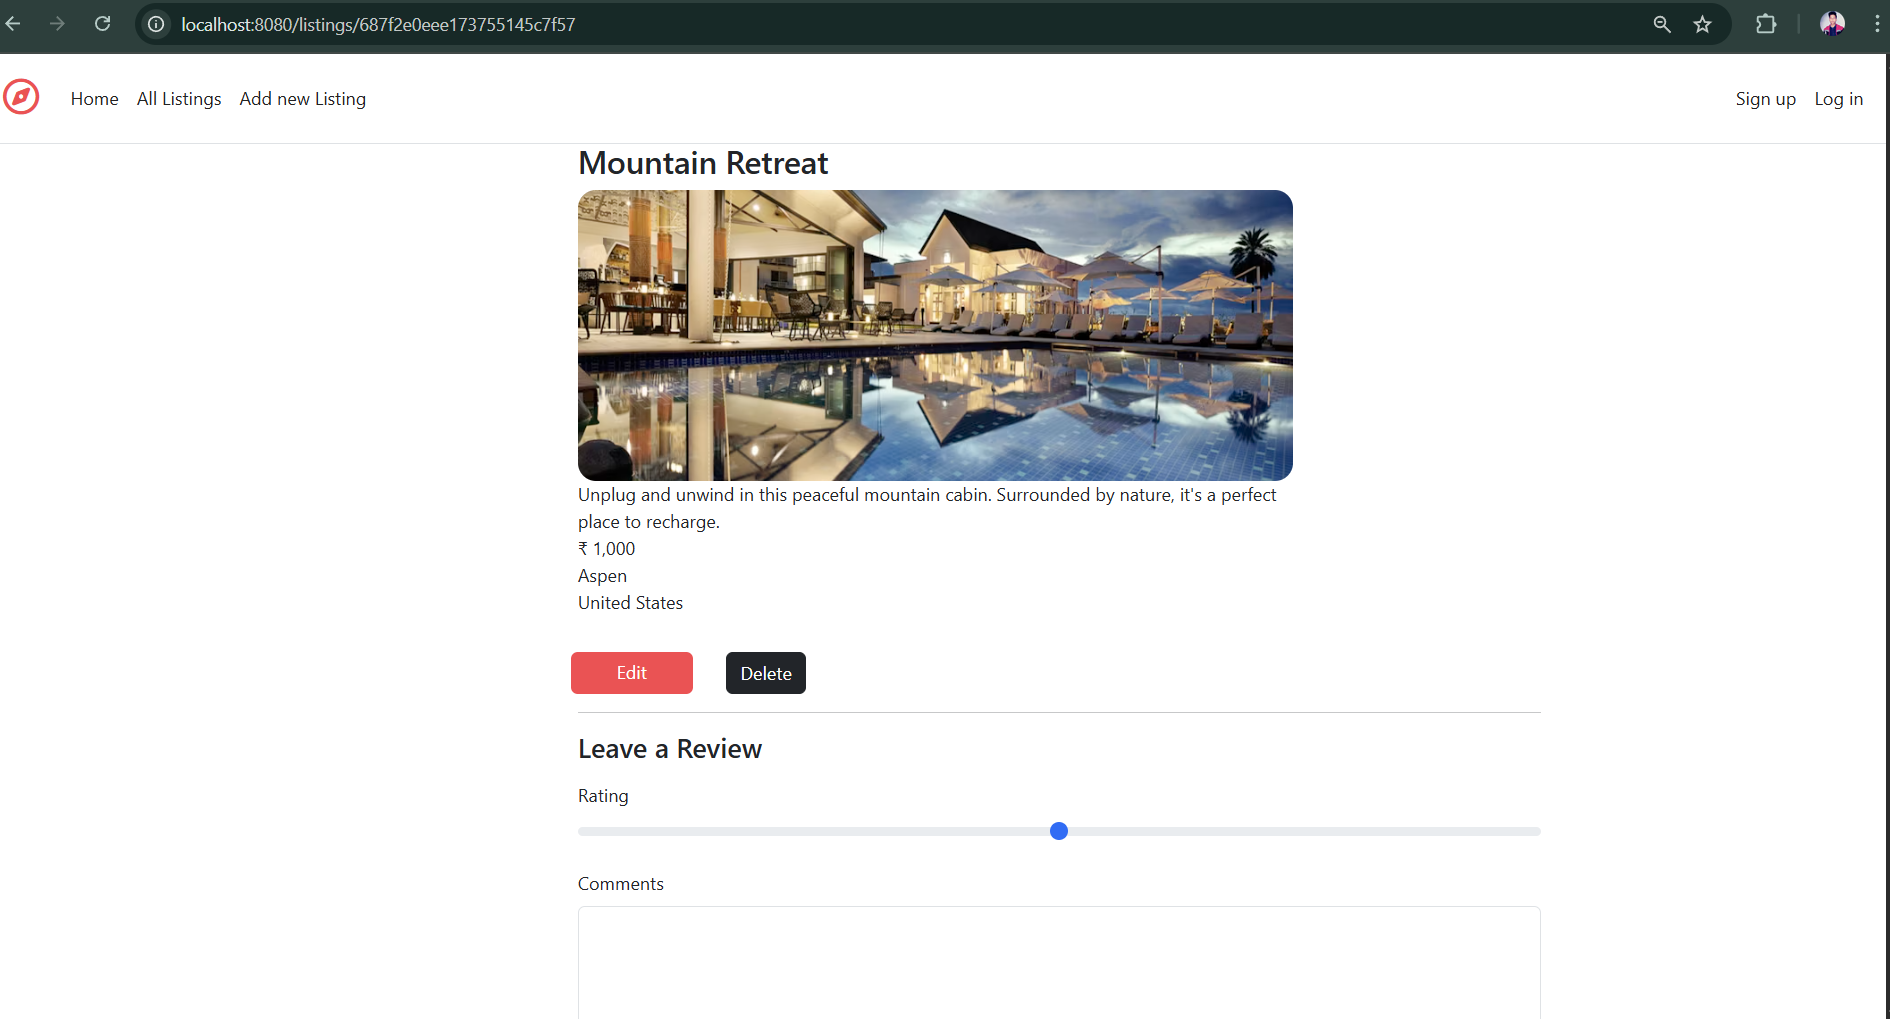 localhost:8080/listings/687f2e0eee173755145c7f57
Home All Listings Add new Listing Sign up Log in
Mountain Retreat
Unplug and unwind in this peaceful mountain cabin. Surrounded by nature, it's a perfect
place to recharge.
₹ 1,000
Aspen
United States
Edit Delete
Leave a Review
Rating
Comments